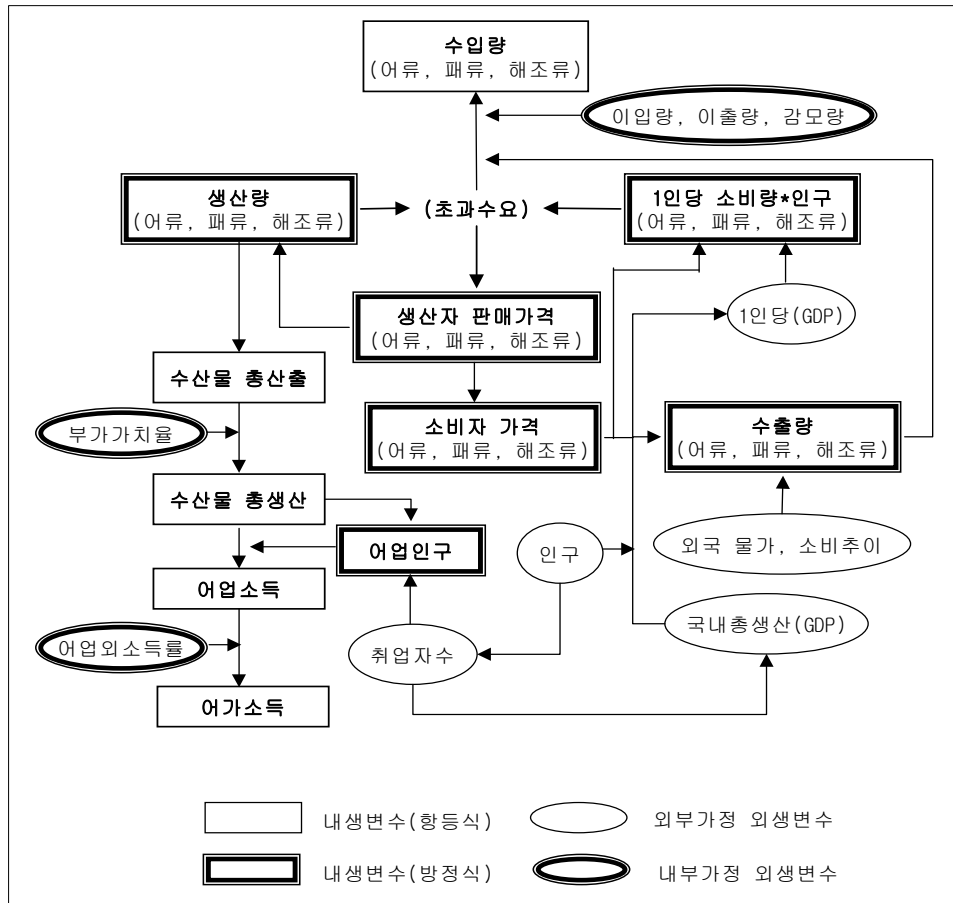 수입량
(어류, 패류, 해조류)
이입량, 이출량, 감모량
생산량
(어류, 패류, 해조류)
(초과수요)
1인당 소비량*인구
(어류, 패류, 해조류)
생산자 판매가격
(어류, 패류, 해조류)
1인당(GDP)
수산물 총산출
부가가치율
소비자 가격
(어류, 패류, 해조류)
수출량
(어류, 패류, 해조류)
수산물 총생산
어업인구
인구
외국 물가, 소비추이
어업소득
국내총생산(GDP)
어업외소득률
취업자수
어가소득
내생변수(항등식)
외부가정 외생변수
내생변수(방정식)
내부가정 외생변수